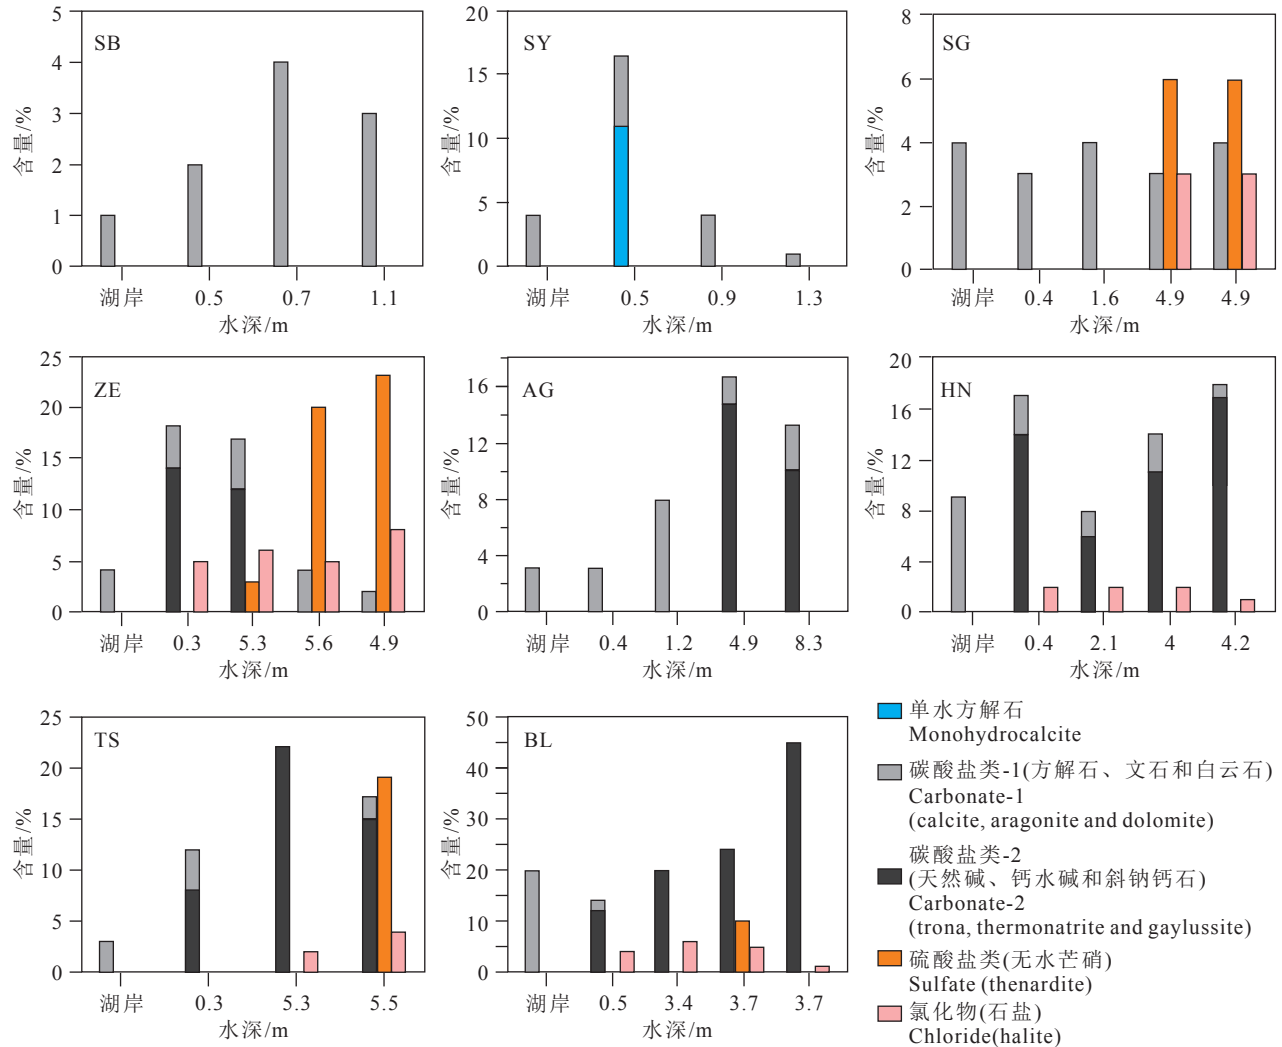 SB
含量/%
5
4
3
2
1
0
湖岸 0.5 0.7 1.1
水深/m
SY
含量/%
20
15
10
5
0
湖岸 0.5 0.9 1.3
水深/m
SG
含量/%
8
6
4
2
0
湖岸 0.4 1.6 4.9 4.9
水深/m
ZE
含量/%
25
20
15
10
5
0
湖岸 0.3 5.3 5.6 4.9
水深/m
AG
含量/%
16
12
8
4
0
湖岸 0.4 1.2 4.9 8.3
水深/m
HN
含量/%
20
16
12
8
4
0
湖岸 0.4 2.1 4 4.2
水深/m
TS
含量/%
25
20
15
10
5
0
湖岸 0.3 5.3 5.5
水深/m
BL
含量/%
50
40
30
20
10
0
湖岸 0.5 3.4 3.7 3.7
水深/m
单水方解石
Monohydrocalcite
碳酸盐类-1(方解石、文石和白云石)
Carbonate-1
(calcite, aragonite and dolomite)
碳酸盐类-2
(天然碱、钙水碱和斜钠钙石)
Carbonate-2
(trona, thermonatrite and gaylussite)
硫酸盐类(无水芒硝)
Sulfate (thenardite)
氯化物(石盐)
Chloride(halite)